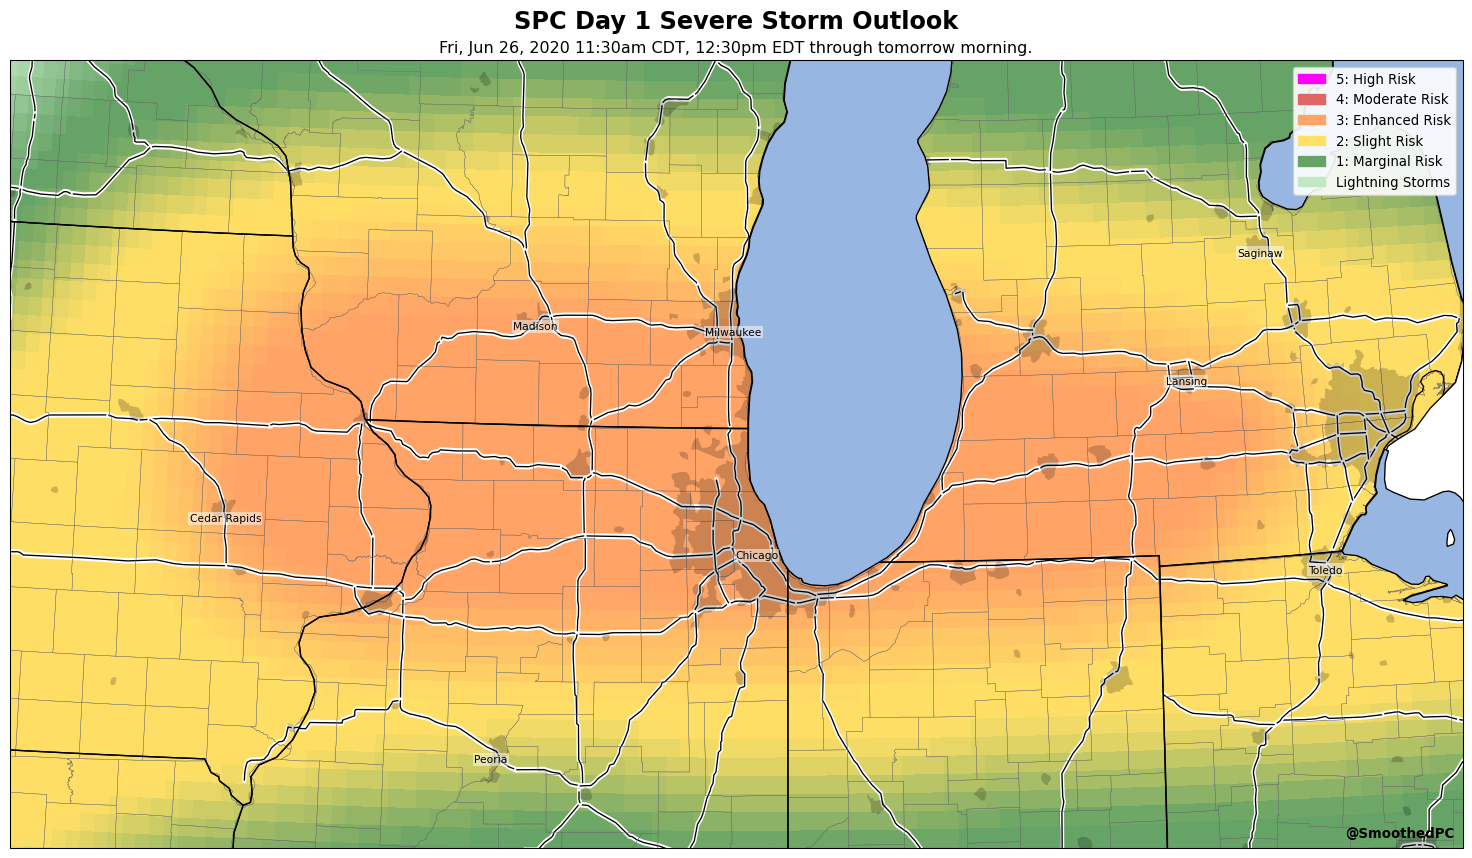 SPC Day 1 Severe Storm Outlook
Fri, Jun 26, 2020 11:30am CDT, 12:30pm EDT through tomorrow morning.
5: High Risk
4: Moderate Risk
3: Enhanced Risk
2: Slight Risk
1: Marginal Risk
Lightning Storms
Saginaw
Madison
Milwaukee
Lansing
Cedar Rapids
Chicago
Toledo
Peoria
@SmoothedPC